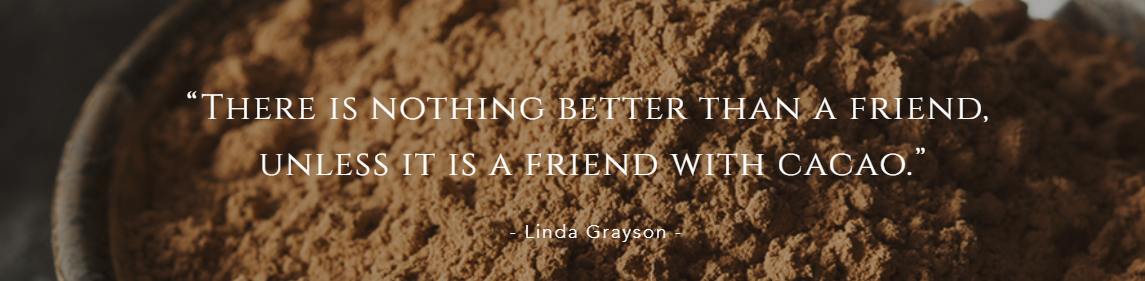 “There is nothing better than a friend,
unless it is a friend with cacao.”
- Linda Grayson -